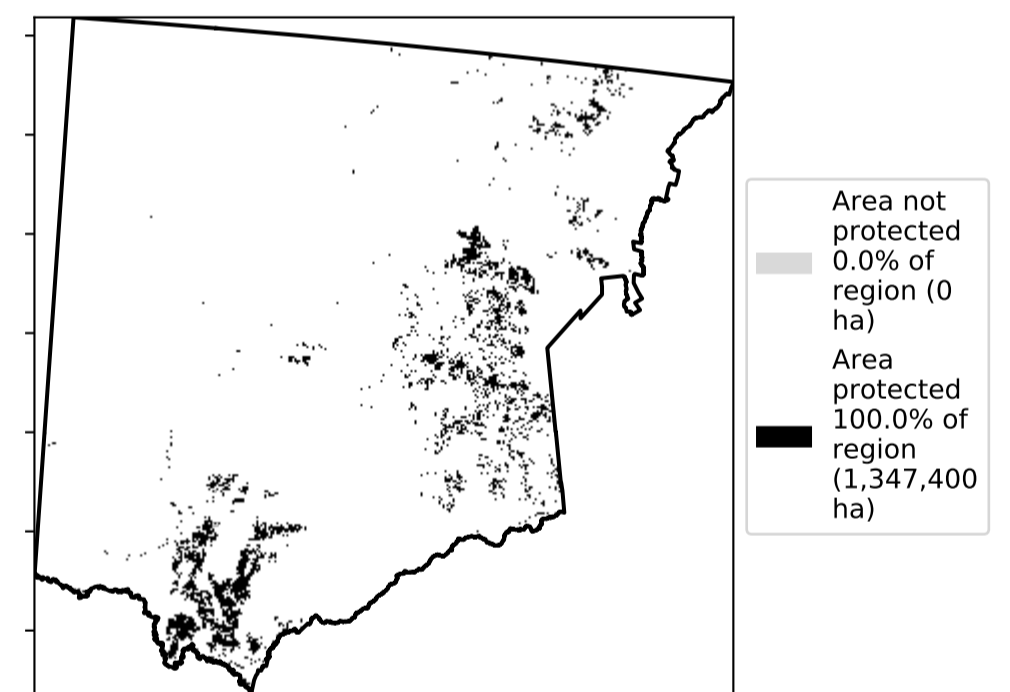 Area not
protected
0.0% of
region (0
ha)
Area
protected
100.0% of
region
(1,347,400
ha)